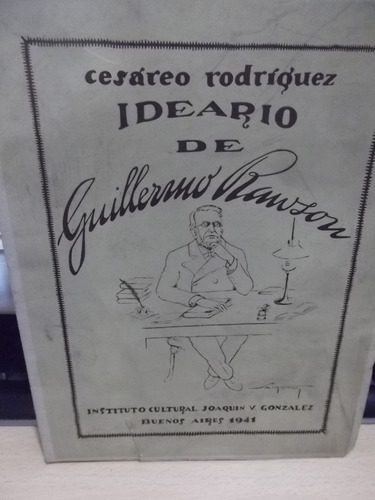 cesáreo rodríguez
IDEARIO
DE
Guillermo Rawson
INSTITUTO CULTURAL JOAQUIN V. GONZALEZ
BUENOS AIRES 1941